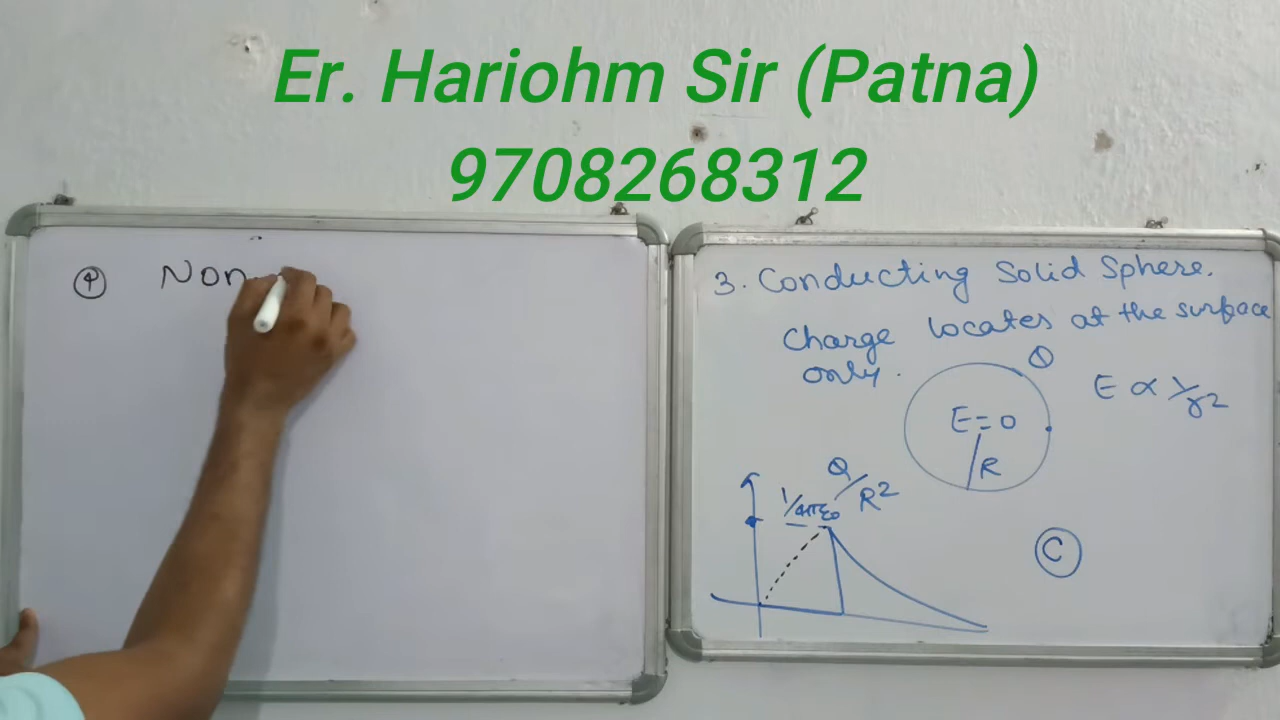 Er. Hariohm Sir (Patna)
9708268312
④ Non
3. Conducting Solid Sphere.
Charge locates at the surface
only.
Q
E ∝ 1/r²
E=0
R
1/4πε₀ Q/R²
C